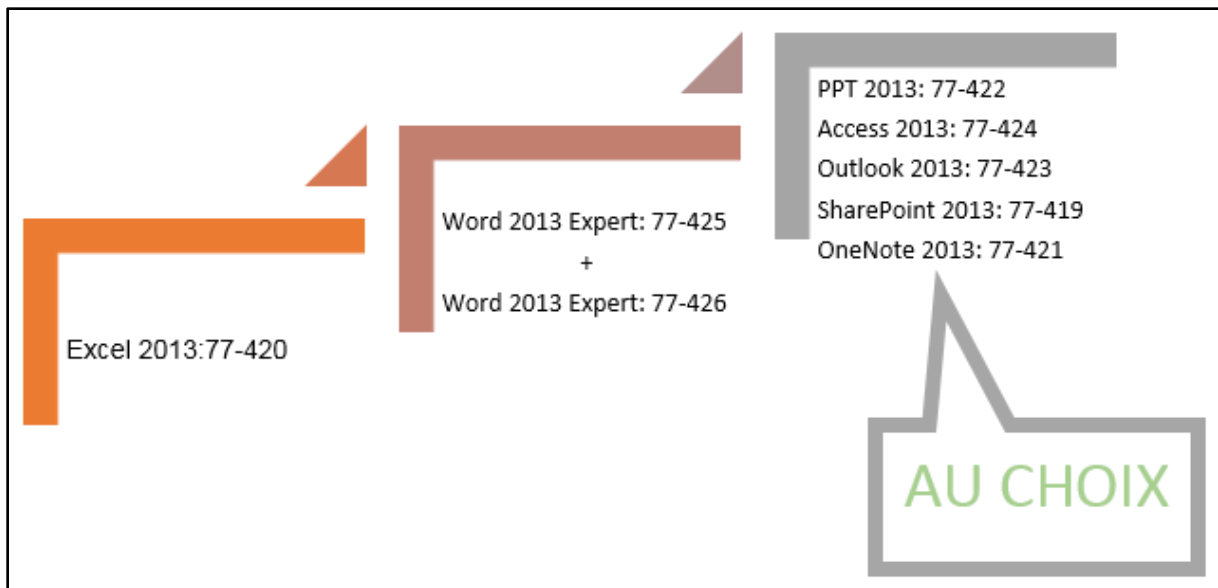 Excel 2013:77-420
Word 2013 Expert: 77-425
+
Word 2013 Expert: 77-426
PPT 2013: 77-422
Access 2013: 77-424
Outlook 2013: 77-423
SharePoint 2013: 77-419
OneNote 2013: 77-421
AU CHOIX